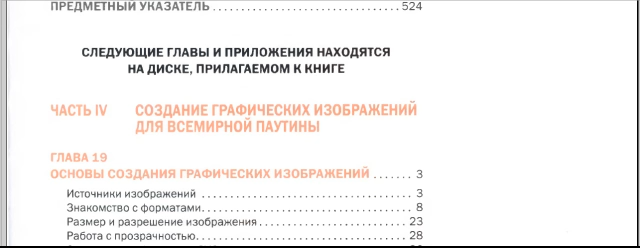 ПРЕДМЕТНЫЙ УКАЗАТЕЛЬ ............................524
СЛЕДУЮЩИЕ ГЛАВЫ И ПРИЛОЖЕНИЯ НАХОДЯТСЯ
НА ДИСКЕ, ПРИЛАГАЕМОМ К КНИГЕ
ЧАСТЬ IV СОЗДАНИЕ ГРАФИЧЕСКИХ ИЗОБРАЖЕНИЙ
ДЛЯ ВСЕМИРНОЙ ПАУТИНЫ
ГЛАВА 19
ОСНОВЫ СОЗДАНИЯ ГРАФИЧЕСКИХ ИЗОБРАЖЕНИЙ ....... 3
Источники изображений ................................ 3
Знакомство с форматами................................ 8
Размер и разрешение изображения....................... 23
Работа с прозрачностью................................ 28